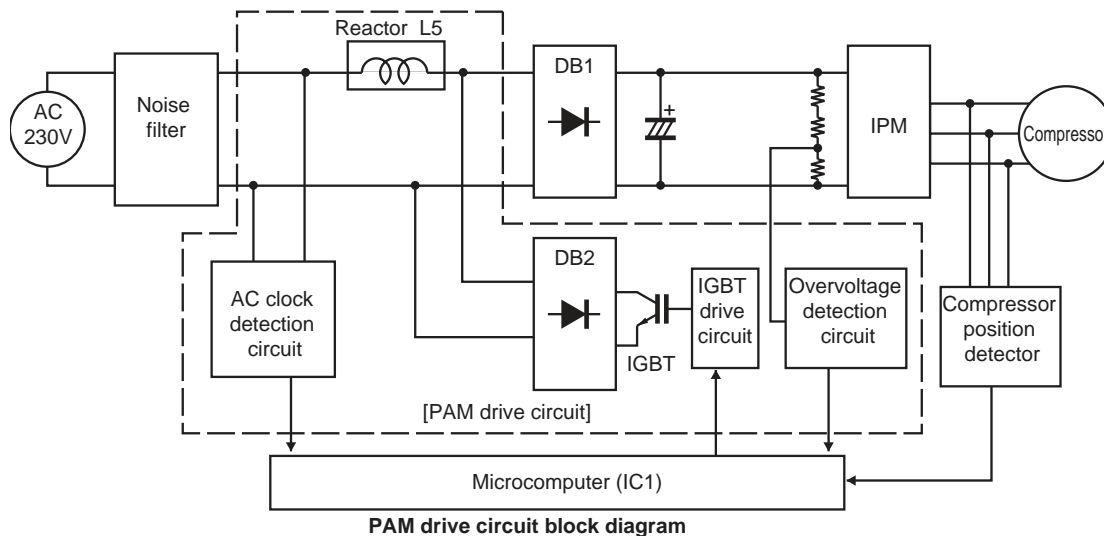 Reactor L5
AC
230V
Noise
filter
DB1
+
IPM
Compressor
DB2
IGBT
IGBT
drive
circuit
Overvoltage
detection
circuit
AC clock
detection
circuit
Compressor
position
detector
[PAM drive circuit]
Microcomputer (IC1)
PAM drive circuit block diagram